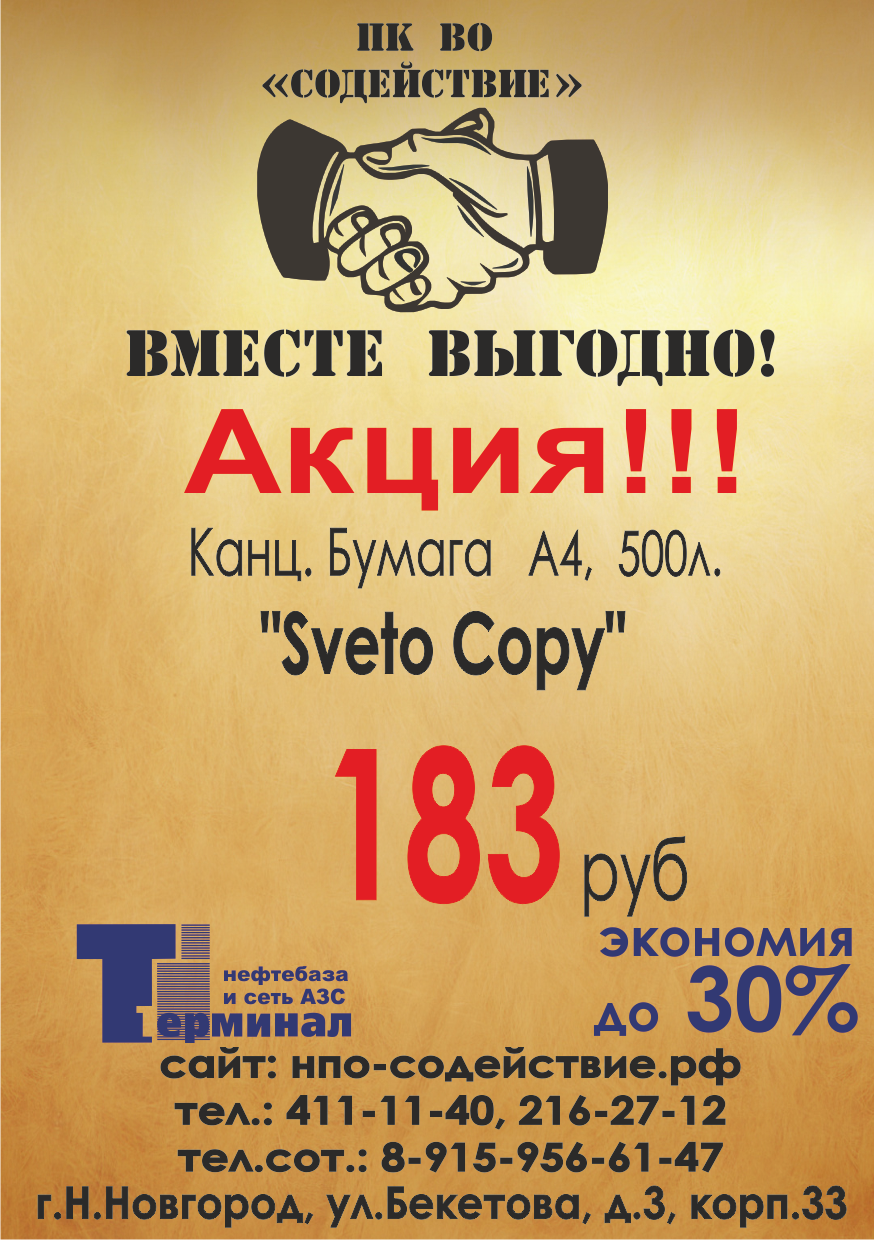 ПК ВО
«СОДЕЙСТВИЕ»
ВМЕСТЕ ВЫГОДНО!
Акция!!!
Канц. Бумага А4, 500л.
"Sveto Copy"
183 руб
нефтебаза
и сеть АЗС
Терминал
экономия
до 30%
сайт: нпо-содействие.рф
тел.: 411-11-40, 216-27-12
тел.сот.: 8-915-956-61-47
г.Н.Новгород, ул.Бекетова, д.3, корп.33